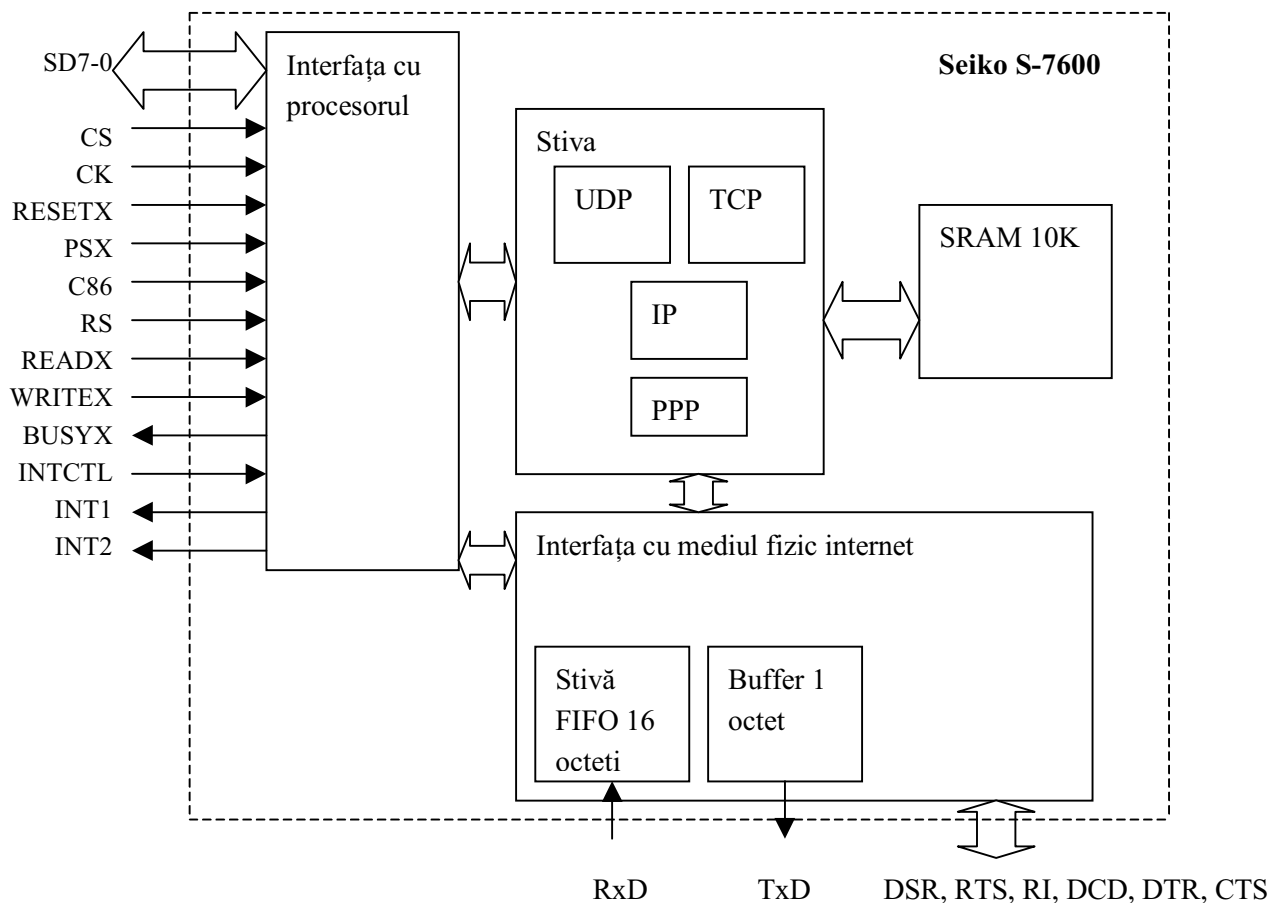 SD7-0
CS
CK
RESETX
PSX
C86
RS
READX
WRITEX
BUSYX
INTCTL
INT1
INT2
Interfața cu
procesorul
Seiko S-7600
Stiva
UDP
TCP
IP
PPP
SRAM 10K
Interfața cu mediul fizic internet
Stivă
FIFO 16
octeti
Buffer 1
octet
RxD
TxD
DSR, RTS, RI, DCD, DTR, CTS